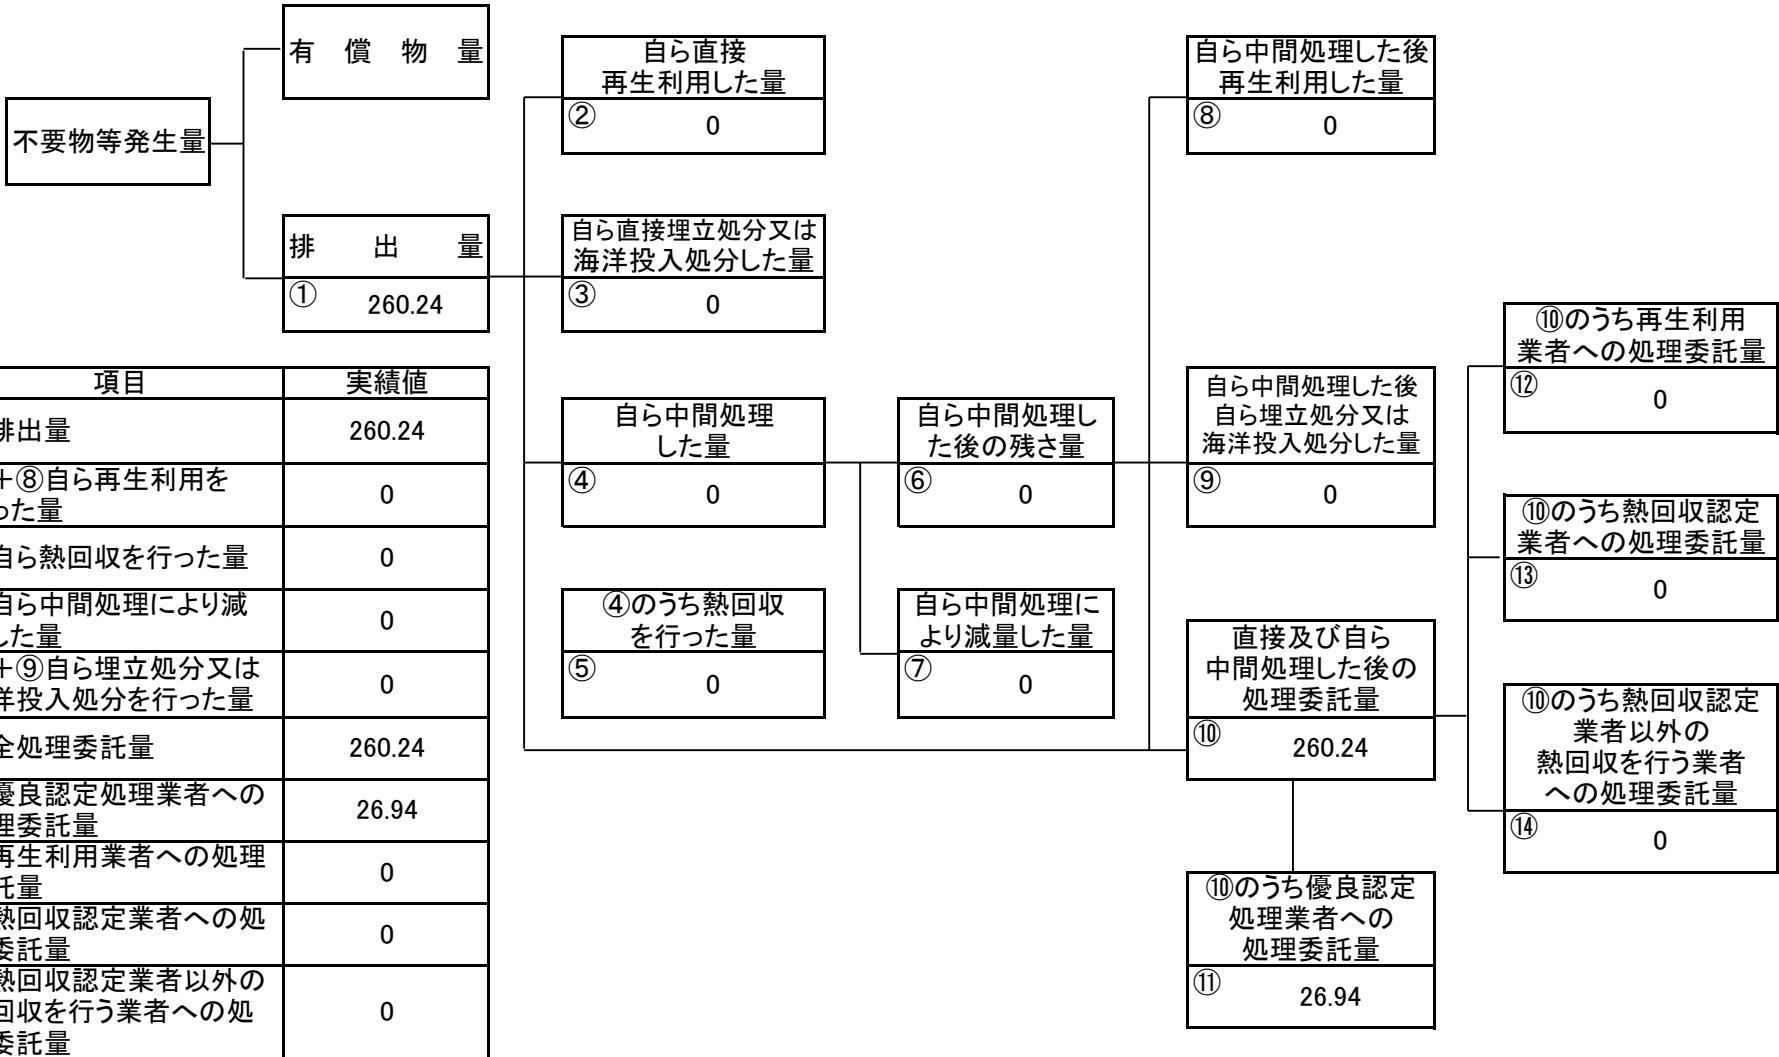 有償物量
不要物等発生量
排出量
① 260.24
自ら直接
再生利用した量
② 0
自ら直接埋立処分又は
海洋投入処分した量
③ 0
自ら中間処理
した量
④ 0
④のうち熱回収
を行った量
⑤ 0
自ら中間処理し
た後の残さ量
⑥ 0
自ら中間処理に
より減量した量
⑦ 0
自ら中間処理した後
再生利用した量
⑧ 0
自ら中間処理した後
自ら埋立処分又は
海洋投入処分した量
⑨ 0
直接及び自ら
中間処理した後の
処理委託量
⑩ 260.24
⑩のうち優良認定
処理業者への
処理委託量
⑪ 26.94
⑩のうち再生利用
業者への処理委託量
⑫ 0
⑩のうち熱回収認定
業者への処理委託量
⑬ 0
⑩のうち熱回収認定
業者以外の
熱回収を行う業者
への処理委託量
⑭ 0
項目 実績値
排出量 260.24
+⑧自ら再生利用を
った量 0
自ら熱回収を行った量 0
自ら中間処理により減
した量 0
+⑨自ら埋立処分又は
洋投入処分を行った量 0
全処理委託量 260.24
優良認定処理業者への
理委託量 26.94
再生利用業者への処理
託量 0
熱回収認定業者への処
委託量 0
熱回収認定業者以外の
回収を行う業者への処
委託量 0